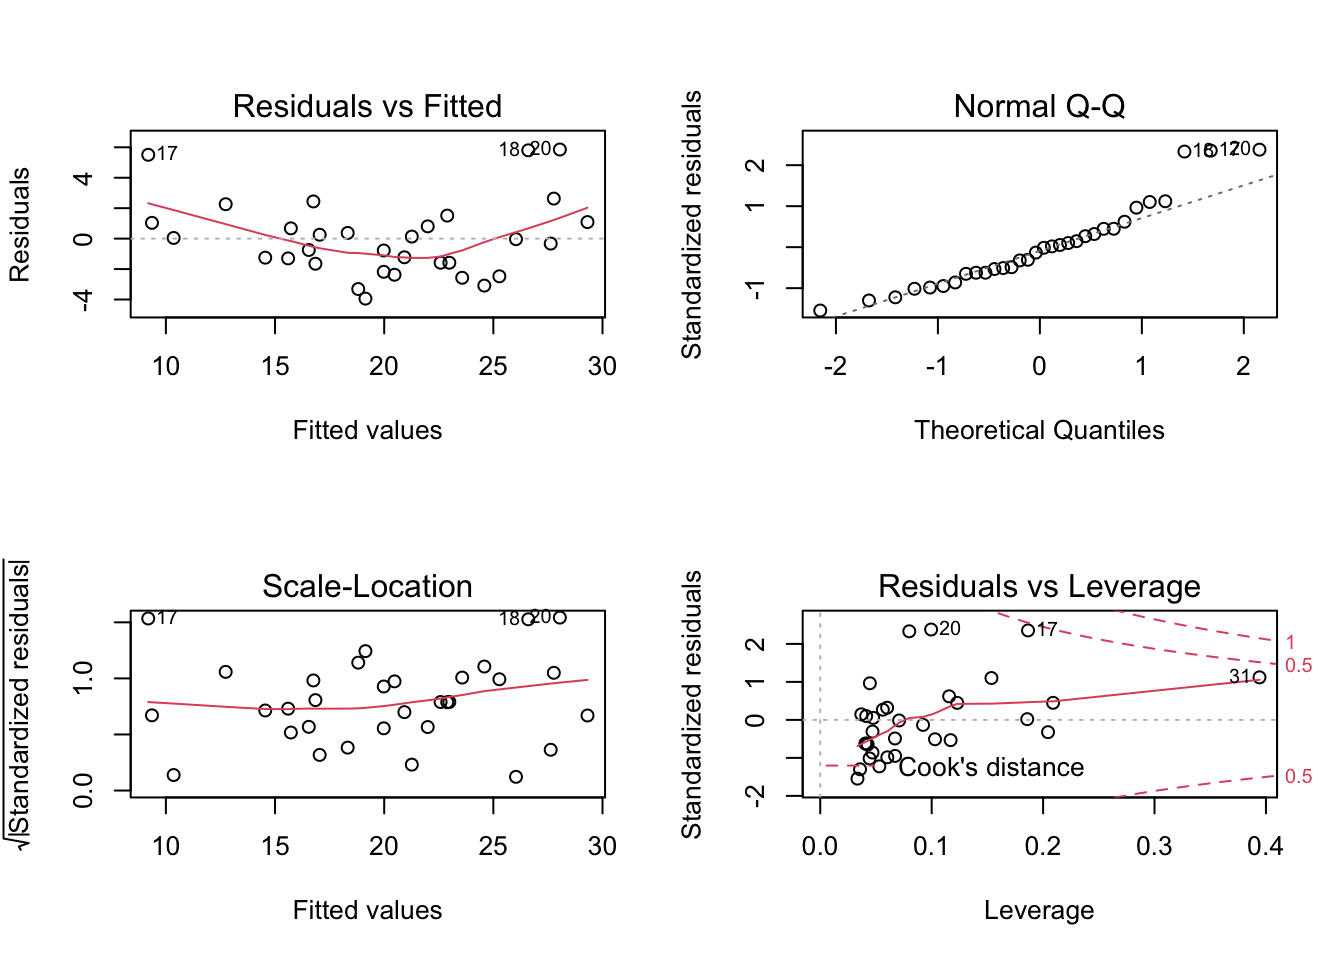 Residuals vs Fitted
Residuals
4
0
-4
17
18
20
10 15 20 25 30
Fitted values
Normal Q-Q
Standardized residuals
2
1
-1
20
-2 -1 0 1 2
Theoretical Quantiles
Scale-Location
√|Standardized residuals|
1.0
0.0
17
18
20
10 15 20 25 30
Fitted values
Residuals vs Leverage
Standardized residuals
2
1
0
-2
20
17
31
1
0.5
0.5
Cook's distance
0.0 0.1 0.2 0.3 0.4
Leverage